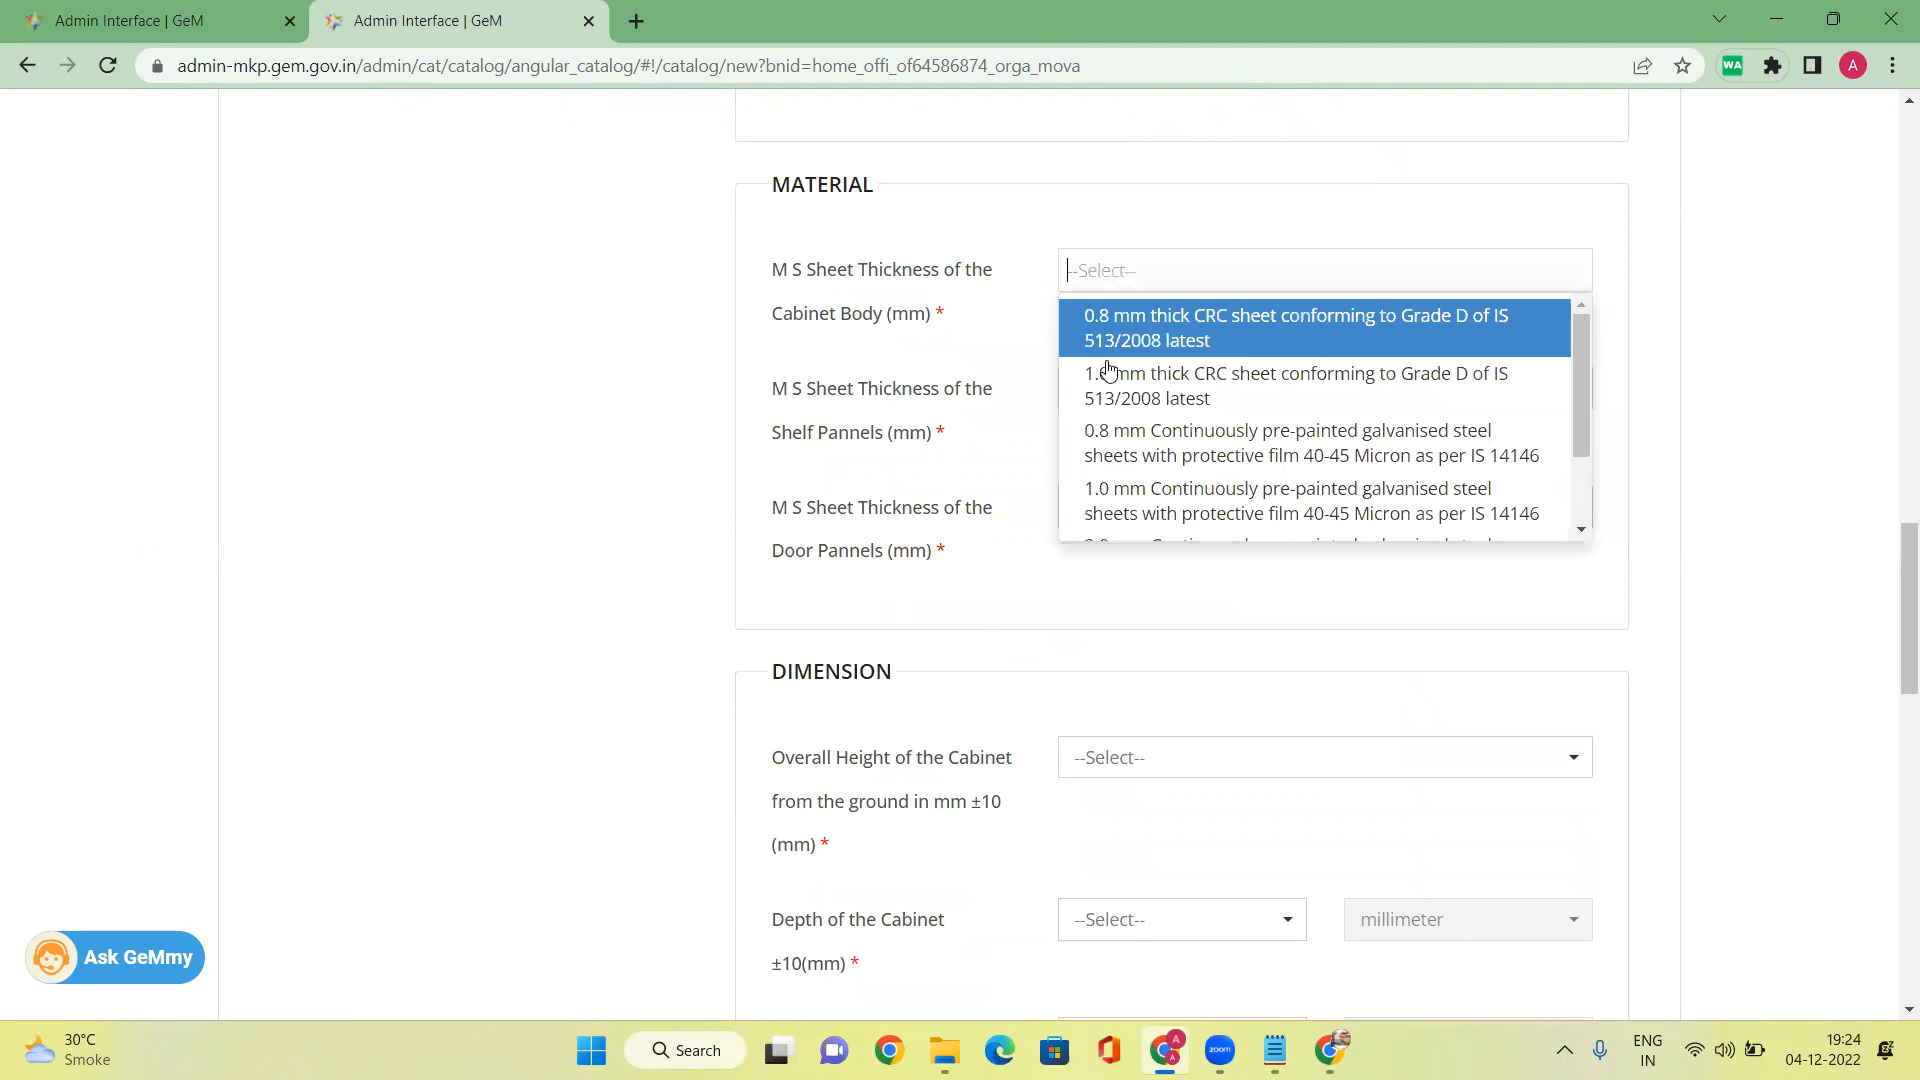 Admin Interface | GeM
Admin Interface | GeM
admin-mkp.gem.gov.in/admin/cat/catalog/angular_catalog/#!/catalog/new?bnid=home_offi_of64586874_orga_mova
WA
A
MATERIAL
M S Sheet Thickness of the
Cabinet Body (mm) *
--Select--
0.8 mm thick CRC sheet conforming to Grade D of IS
513/2008 latest
mm thick CRC sheet conforming to Grade D of IS
513/2008 latest
0.8 mm Continuously pre-painted galvanised steel
sheets with protective film 40-45 Micron as per IS 14146
1.0 mm Continuously pre-painted galvanised steel
sheets with protective film 40-45 Micron as per IS 14146
M S Sheet Thickness of the
Shelf Pannels (mm) *
M S Sheet Thickness of the
Door Pannels (mm) *
DIMENSION
Overall Height of the Cabinet
from the ground in mm ±10
(mm) *
--Select--
Depth of the Cabinet
±10(mm) *
--Select--
millimeter
Ask GeMmy
30°C
Smoke
Search
A
A
zoom
ENG
IN
19:24
04-12-2022